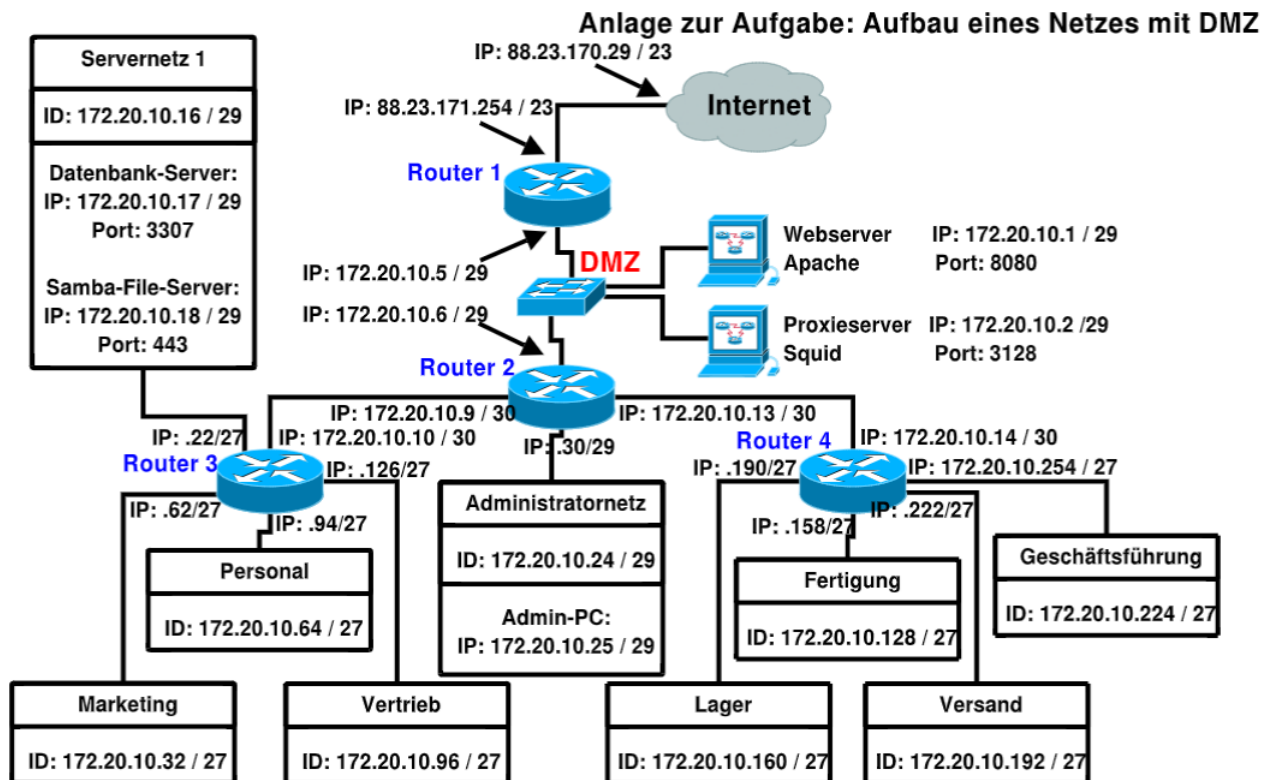 Anlage zur Aufgabe: Aufbau eines Netzes mit DMZ
IP: 88.23.170.29 / 23
Internet
IP: 88.23.171.254 / 23
Router 1
Servernetz 1
ID: 172.20.10.16 / 29
Datenbank-Server:
IP: 172.20.10.17 / 29
Port: 3307
Samba-File-Server:
IP: 172.20.10.18 / 29
Port: 443
IP: 172.20.10.5 / 29
DMZ
IP: 172.20.10.6 / 29
Webserver IP: 172.20.10.1 / 29
Apache Port: 8080
Proxieserver IP: 172.20.10.2 /29
Squid Port: 3128
Router 2
IP: 172.20.10.9 / 30
IP: 172.20.10.13 / 30
IP: .22/27
IP: 172.20.10.10 / 30
IP: .30/29
Router 4
IP: 172.20.10.14 / 30
Router 3
IP: .126/27
IP: .190/27
IP: 172.20.10.254 / 27
IP: .62/27
IP: .94/27
IP: .158/27
IP: .222/27
Administratornetz
ID: 172.20.10.24 / 29
Admin-PC:
IP: 172.20.10.25 / 29
Personal
ID: 172.20.10.64 / 27
Fertigung
ID: 172.20.10.128 / 27
Geschäftsführung
ID: 172.20.10.224 / 27
Marketing
ID: 172.20.10.32 / 27
Vertrieb
ID: 172.20.10.96 / 27
Lager
ID: 172.20.10.160 / 27
Versand
ID: 172.20.10.192 / 27